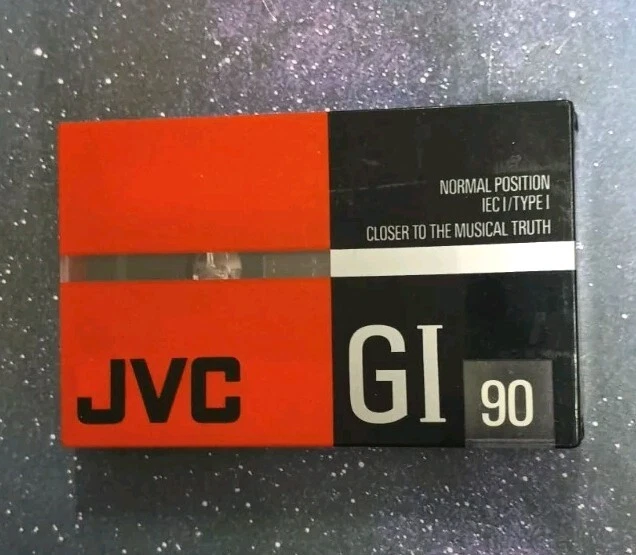 NORMAL POSITION
IEC I/TYPE I
CLOSER TO THE MUSICAL TRUTH
JVC
GI
90